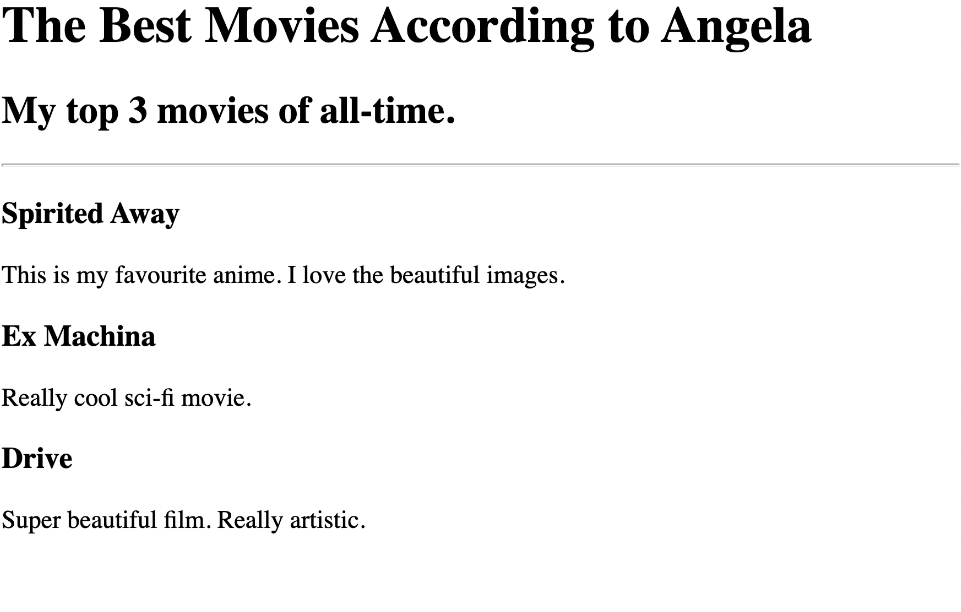 The Best Movies According to Angela
My top 3 movies of all-time.
Spirited Away
This is my favourite anime. I love the beautiful images.
Ex Machina
Really cool sci-fi movie.
Drive
Super beautiful film. Really artistic.